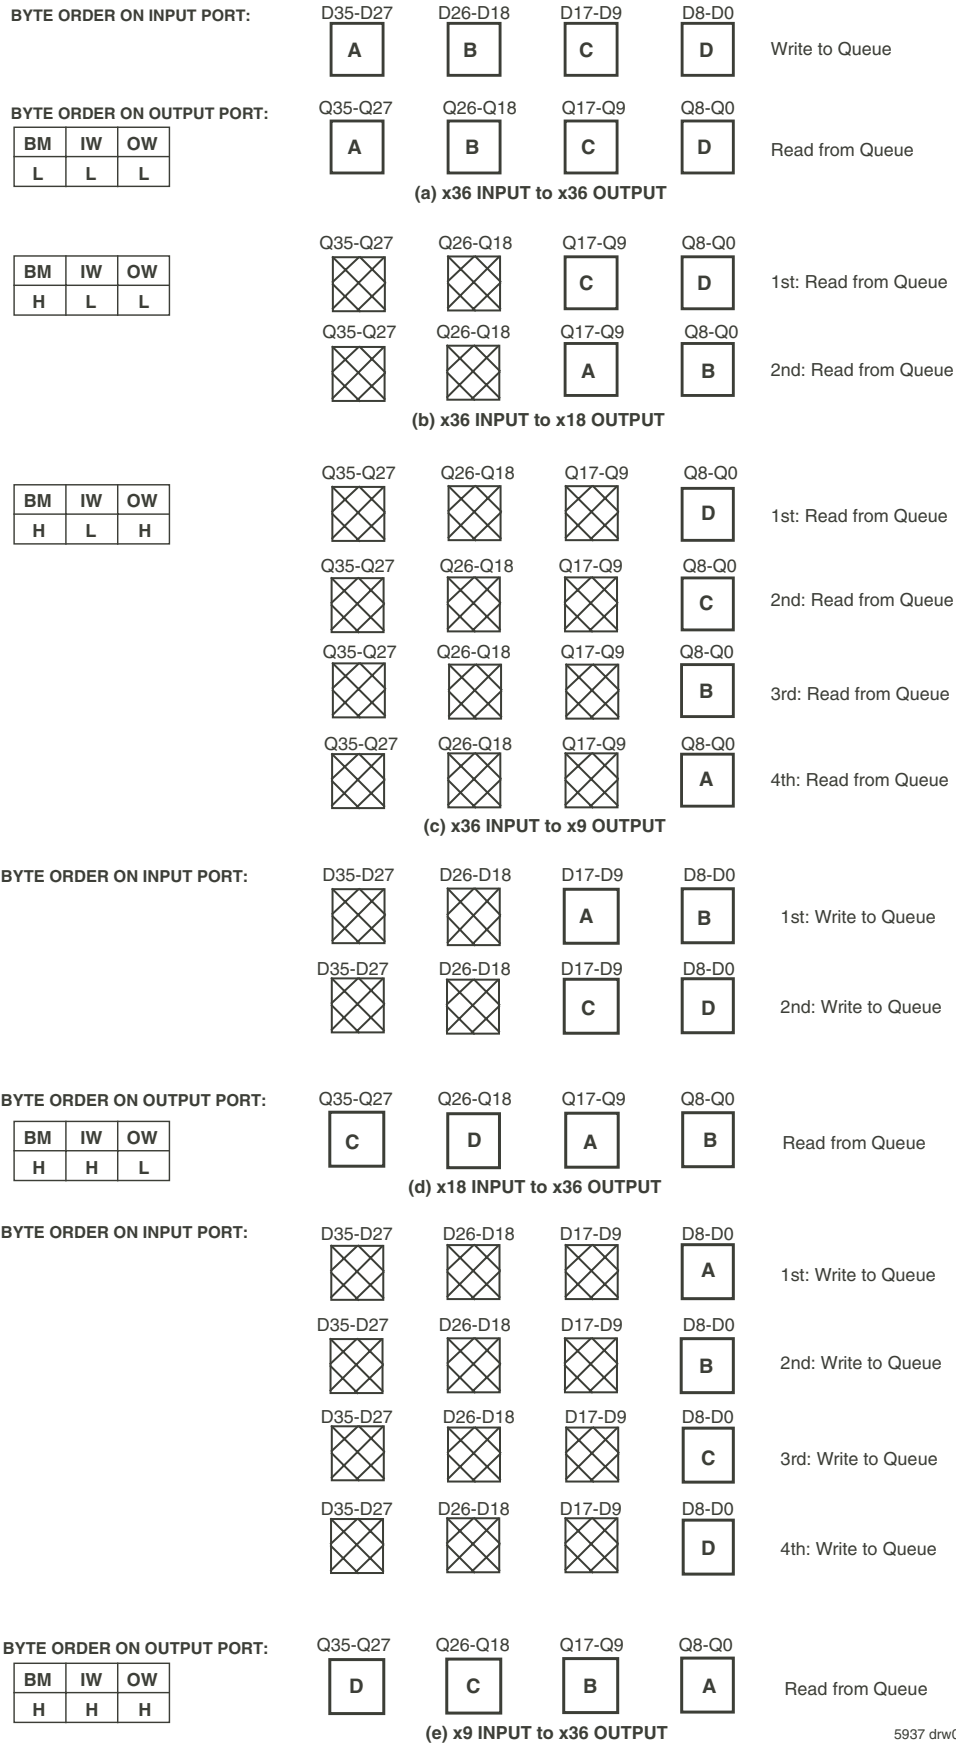 BYTE ORDER ON INPUT PORT:
D35-D27 D26-D18 D17-D9 D8-D0
A B C D Write to Queue
BYTE ORDER ON OUTPUT PORT:
Q35-Q27 Q26-Q18 Q17-Q9 Q8-Q0
BM IW OW
L L L
A B C D Read from Queue
(a) x36 INPUT to x36 OUTPUT
Q35-Q27 Q26-Q18 Q17-Q9 Q8-Q0
BM IW OW
H L L
C D 1st: Read from Queue
Q35-Q27 Q26-Q18 Q17-Q9 Q8-Q0
A B 2nd: Read from Queue
(b) x36 INPUT to x18 OUTPUT
Q35-Q27 Q26-Q18 Q17-Q9 Q8-Q0
BM IW OW
H L H
D 1st: Read from Queue
Q35-Q27 Q26-Q18 Q17-Q9 Q8-Q0
C 2nd: Read from Queue
Q35-Q27 Q26-Q18 Q17-Q9 Q8-Q0
B 3rd: Read from Queue
Q35-Q27 Q26-Q18 Q17-Q9 Q8-Q0
A 4th: Read from Queue
(c) x36 INPUT to x9 OUTPUT
BYTE ORDER ON INPUT PORT:
D35-D27 D26-D18 D17-D9 D8-D0
A B 1st: Write to Queue
D35-D27 D26-D18 D17-D9 D8-D0
C D 2nd: Write to Queue
BYTE ORDER ON OUTPUT PORT:
Q35-Q27 Q26-Q18 Q17-Q9 Q8-Q0
BM IW OW
H H L
C D A B Read from Queue
(d) x18 INPUT to x36 OUTPUT
BYTE ORDER ON INPUT PORT:
D35-D27 D26-D18 D17-D9 D8-D0
A 1st: Write to Queue
D35-D27 D26-D18 D17-D9 D8-D0
B 2nd: Write to Queue
D35-D27 D26-D18 D17-D9 D8-D0
C 3rd: Write to Queue
D35-D27 D26-D18 D17-D9 D8-D0
D 4th: Write to Queue
BYTE ORDER ON OUTPUT PORT:
Q35-Q27 Q26-Q18 Q17-Q9 Q8-Q0
BM IW OW
H H H
D C B A Read from Queue
(e) x9 INPUT to x36 OUTPUT
5937